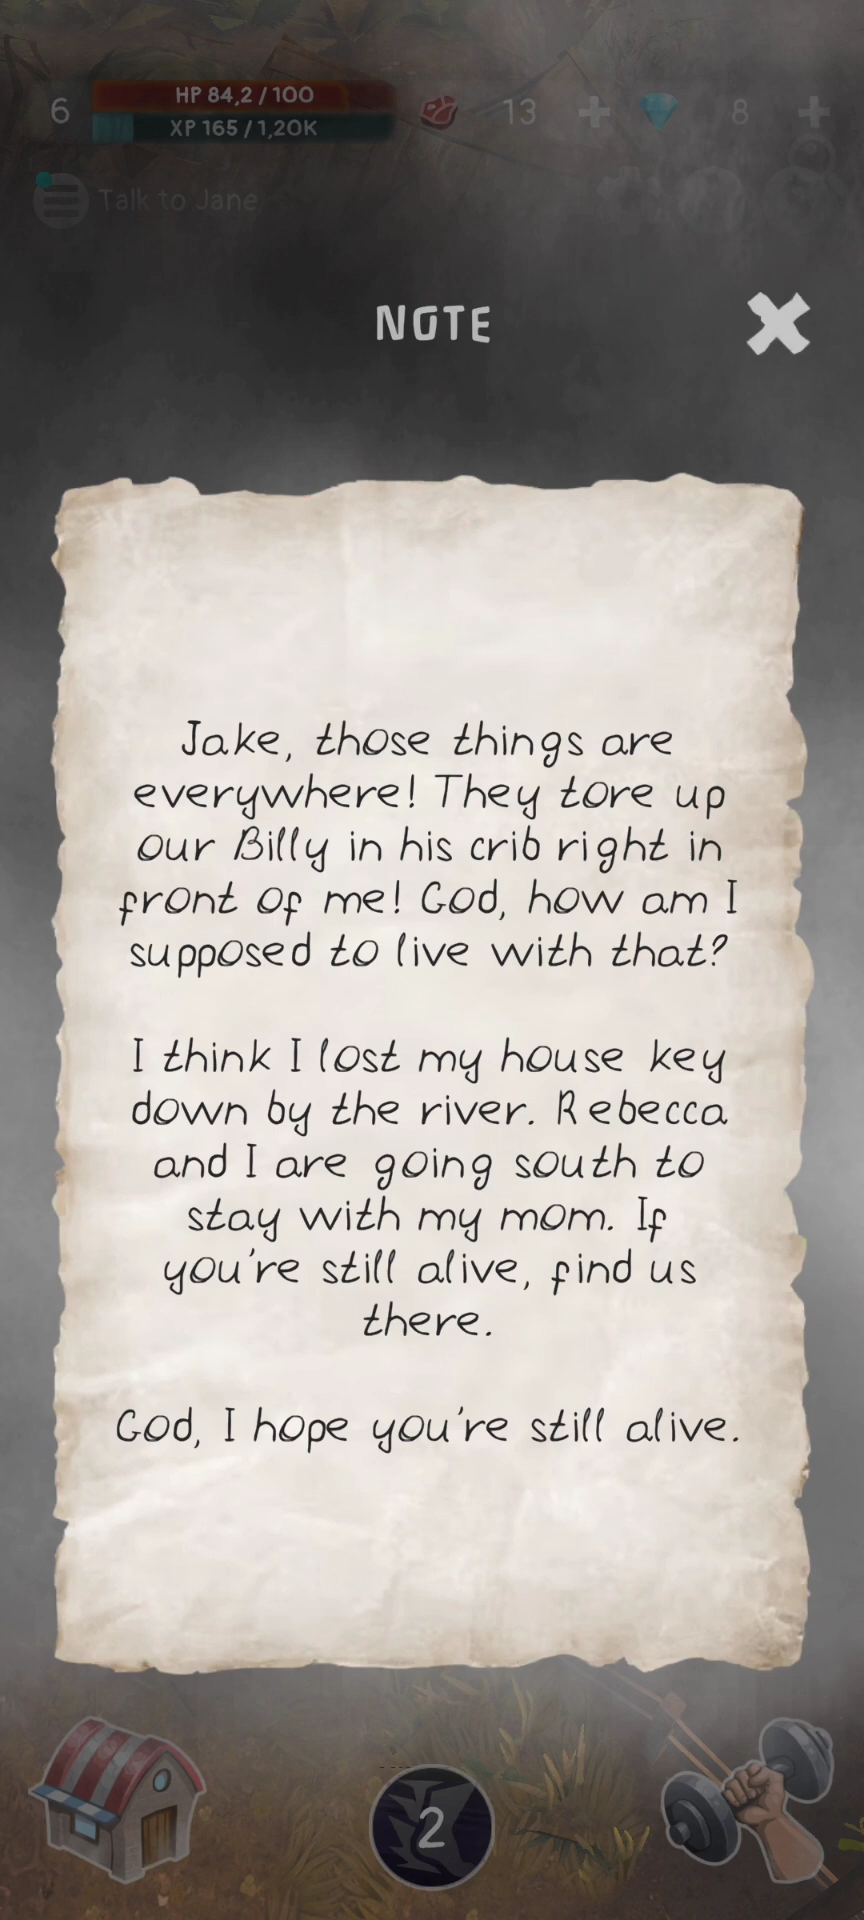 6
HP 84,2 / 100
13
8
XP 165 / 1,20K
Talk to Jane
NOTE
Jake, those things are
everywhere! They tore up
our Billy in his crib right in
front of me! God, how am I
supposed to live with that?
I think I lost my house key
down by the river. Rebecca
and I are going south to
stay with my mom. If
you're still alive, find us
there.
God, I hope you're still alive.
2